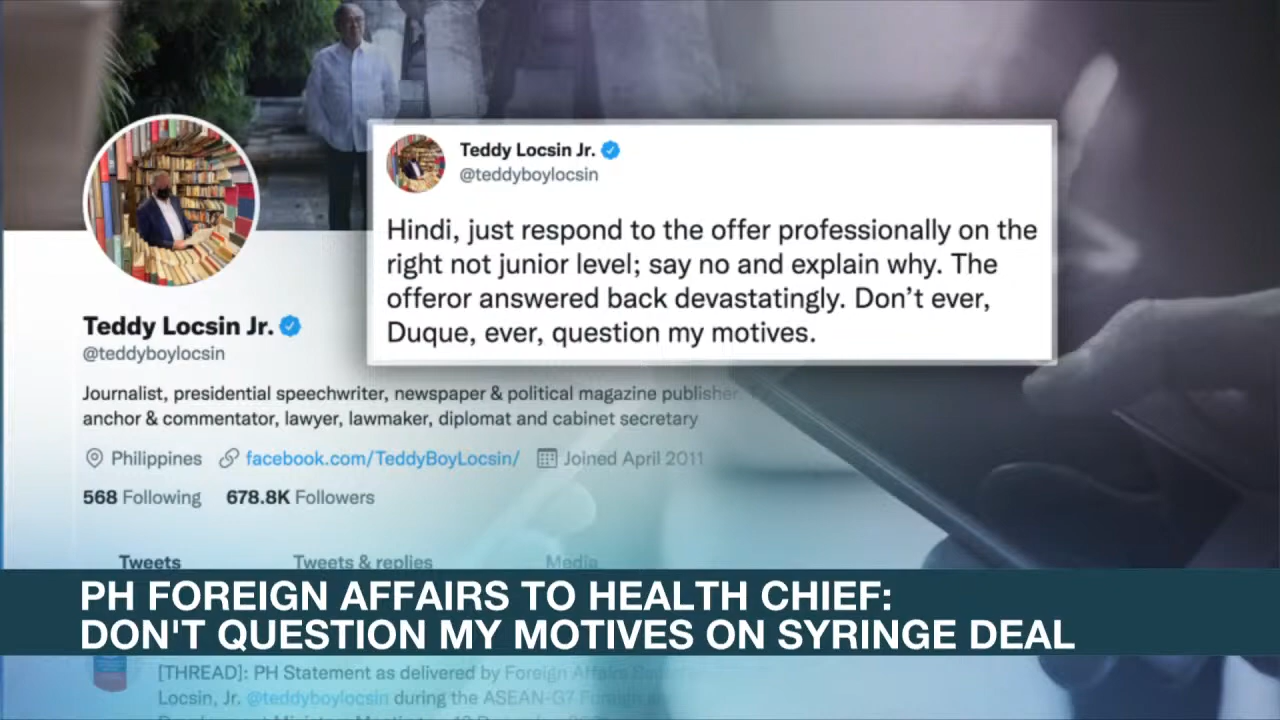 Teddy Locsin Jr.
@teddyboylocsin
Hindi, just respond to the offer professionally on the
right not junior level; say no and explain why. The
offeror answered back devastatingly. Don’t ever,
Duque, ever, question my motives.
Teddy Locsin Jr.
@teddyboylocsin
Journalist, presidential speechwriter, newspaper & political magazine publisher,
anchor & commentator, lawyer, lawmaker, diplomat and cabinet secretary
Philippines facebook.com/TeddyBoyLocsin/ Joined April 2011
568 Following 678.8K Followers
Tweets Tweets & replies Media
PH FOREIGN AFFAIRS TO HEALTH CHIEF:
DON'T QUESTION MY MOTIVES ON SYRINGE DEAL
[THREAD]: PH Statement as delivered by Foreign Affairs
Locsin, Jr. @teddyboylocsin during the ASEAN-G7 Foreign